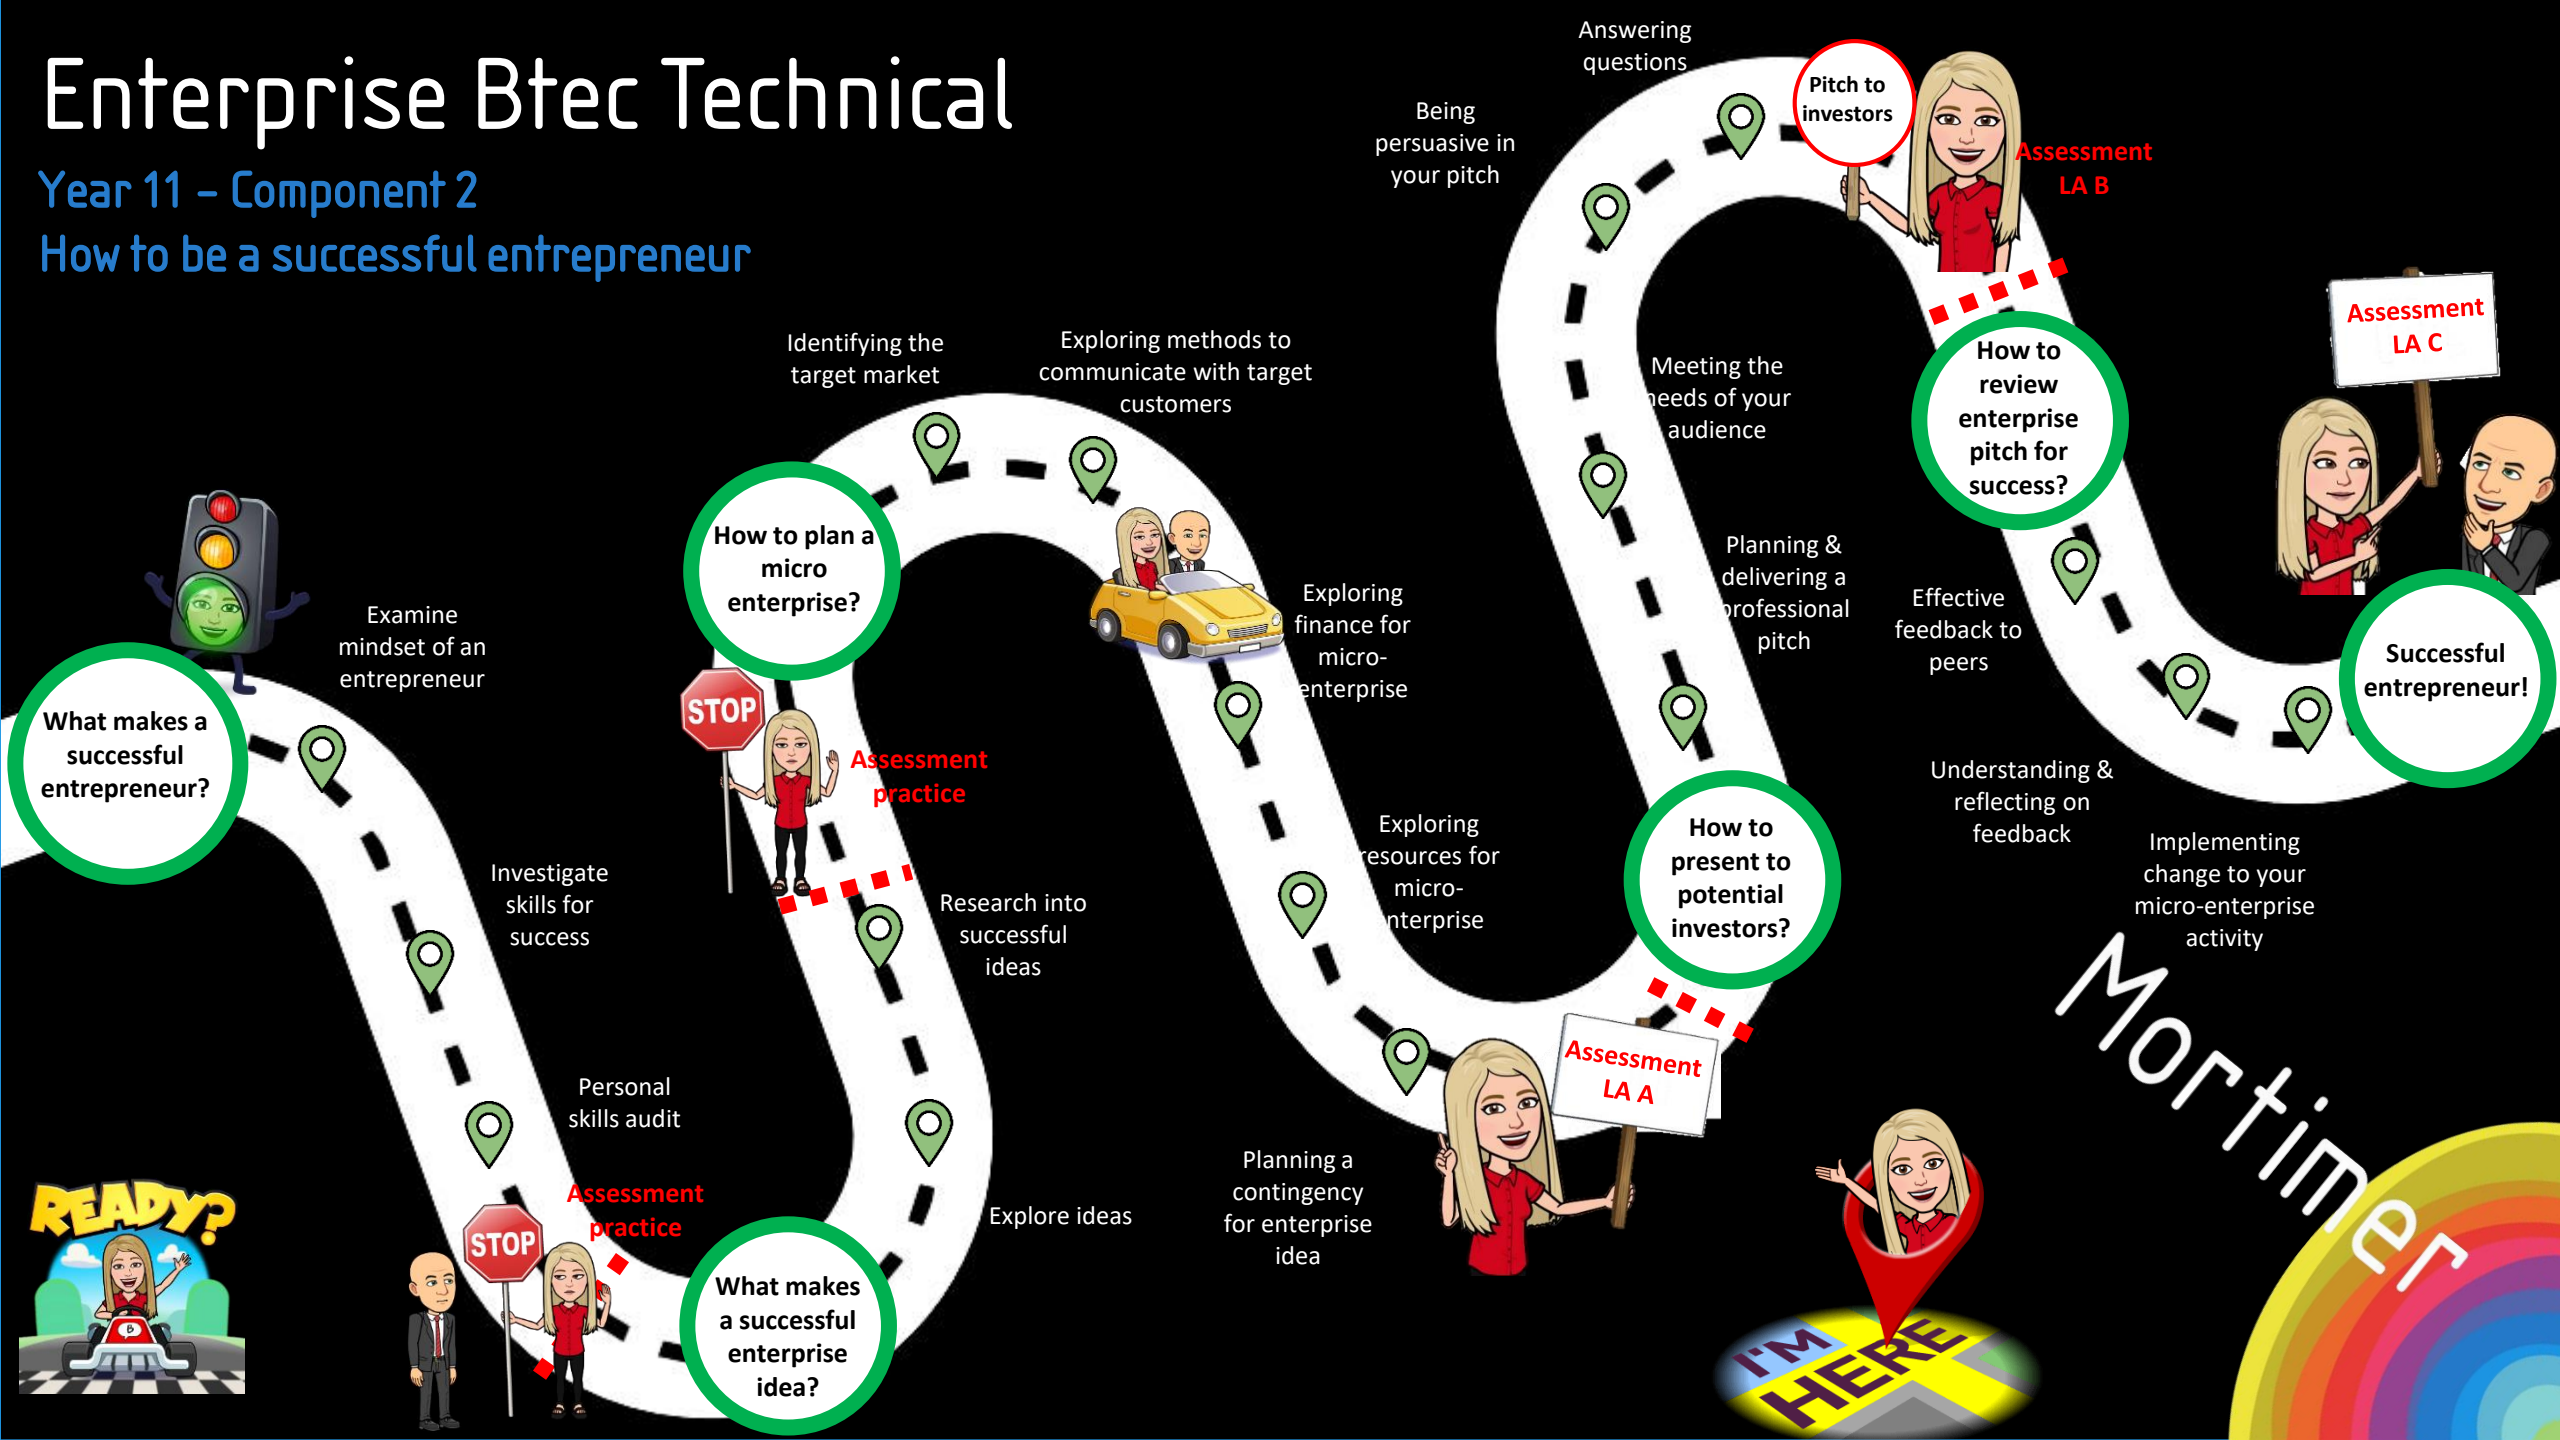 Enterprise Btec Technical
Year 11 – Component 2
How to be a successful entrepreneur
What makes a
successful
entrepreneur?
Examine
mindset of an
entrepreneur
Investigate
skills for
success
Personal
skills audit
Assessment
practice
STOP
READY?
What makes
a successful
enterprise
idea?
Explore ideas
Research into
successful
ideas
Assessment
practice
STOP
How to plan a
micro
enterprise?
Identifying the
target market
Exploring methods to
communicate with target
customers
Exploring
finance for
micro-
enterprise
Exploring
resources for
micro-
enterprise
Planning a
contingency
for enterprise
idea
Assessment
LA A
How to
present to
potential
investors?
Planning &
delivering a
professional
pitch
Meeting the
needs of your
audience
Being
persuasive in
your pitch
Answering
questions
Pitch to
investors
Assessment
LA B
How to
review
enterprise
pitch for
success?
Effective
feedback to
peers
Understanding &
reflecting on
feedback
Implementing
change to your
micro-enterprise
activity
Assessment
LA C
Successful
entrepreneur!
I'M
HERE
Mortimer